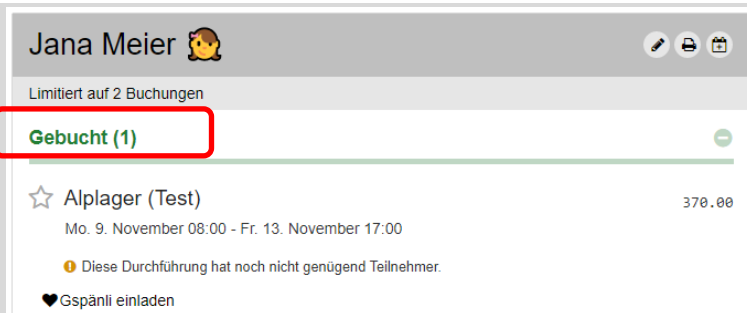 Jana Meier
Limitiert auf 2 Buchungen
Gebucht (1)
Alplager (Test) 370.00
Mo. 9. November 08:00 - Fr. 13. November 17:00
Diese Durchführung hat noch nicht genügend Teilnehmer.
Gspänli einladen